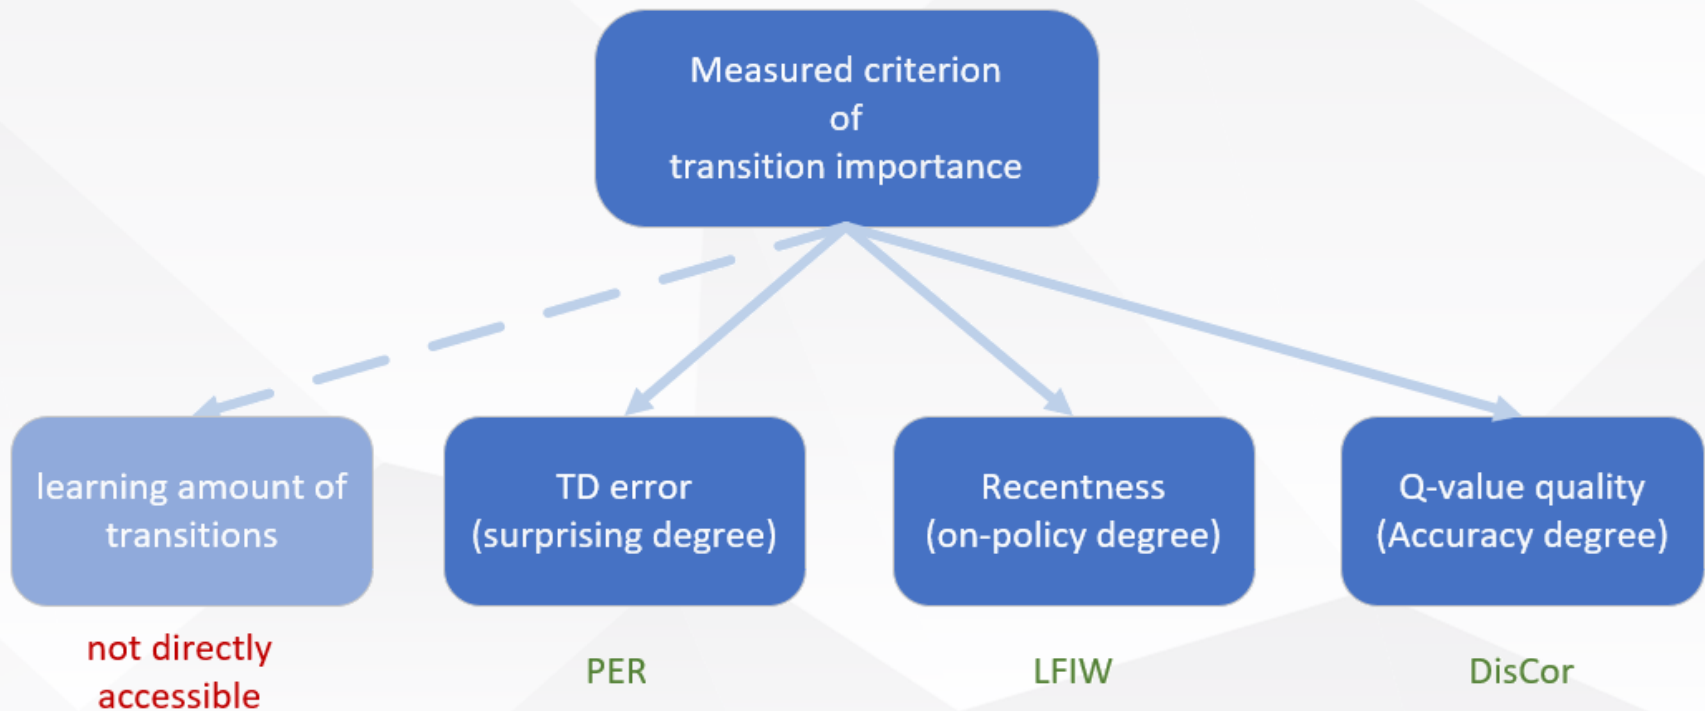 Measured criterion
of
transition importance
learning amount of
transitions
TD error
(surprising degree)
Recentness
(on-policy degree)
Q-value quality
(Accuracy degree)
not directly
accessible
PER
LFIW
DisCor